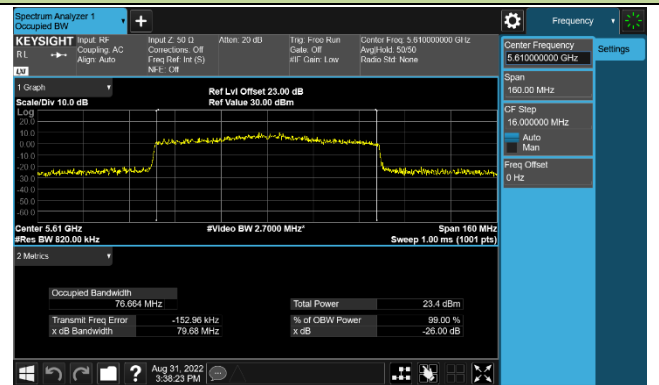 Spectrum Analyzer 1
Occupied BW
Frequency
KEYSIGHT
Input: RF
Coupling: AC
Align: Auto
Input Z: 50 Ω
Corrections: Off
Freq Ref: Int (S)
NFE: Off
Atten: 20 dB
Trig: Free Run
Gate: Off
#IF Gain: Low
Center Freq: 5.610000000 GHz
Avg|Hold: 50/50
Radio Std: None
RL
LXI
Center Frequency
5.610000000 GHz
Settings
Span
160.00 MHz
CF Step
16.000000 MHz
Auto
Man
Freq Offset
0 Hz
1 Graph
Scale/Div 10.0 dB
Ref Lvl Offset 23.00 dB
Ref Value 30.00 dBm
Log
20.0
10.0
0.00
-10.0
-20.0
-30.0
-40.0
-50.0
-60.0
Center 5.61 GHz
#Video BW 2.7000 MHz*
Span 160 MHz
#Res BW 820.00 kHz
Sweep 1.00 ms (1001 pts)
2 Metrics
Occupied Bandwidth
76.664 MHz
Total Power
23.4 dBm
Transmit Freq Error
-152.96 kHz
% of OBW Power
99.00 %
x dB Bandwidth
79.68 MHz
x dB
-26.00 dB
Aug 31, 2022
3:38:23 PM